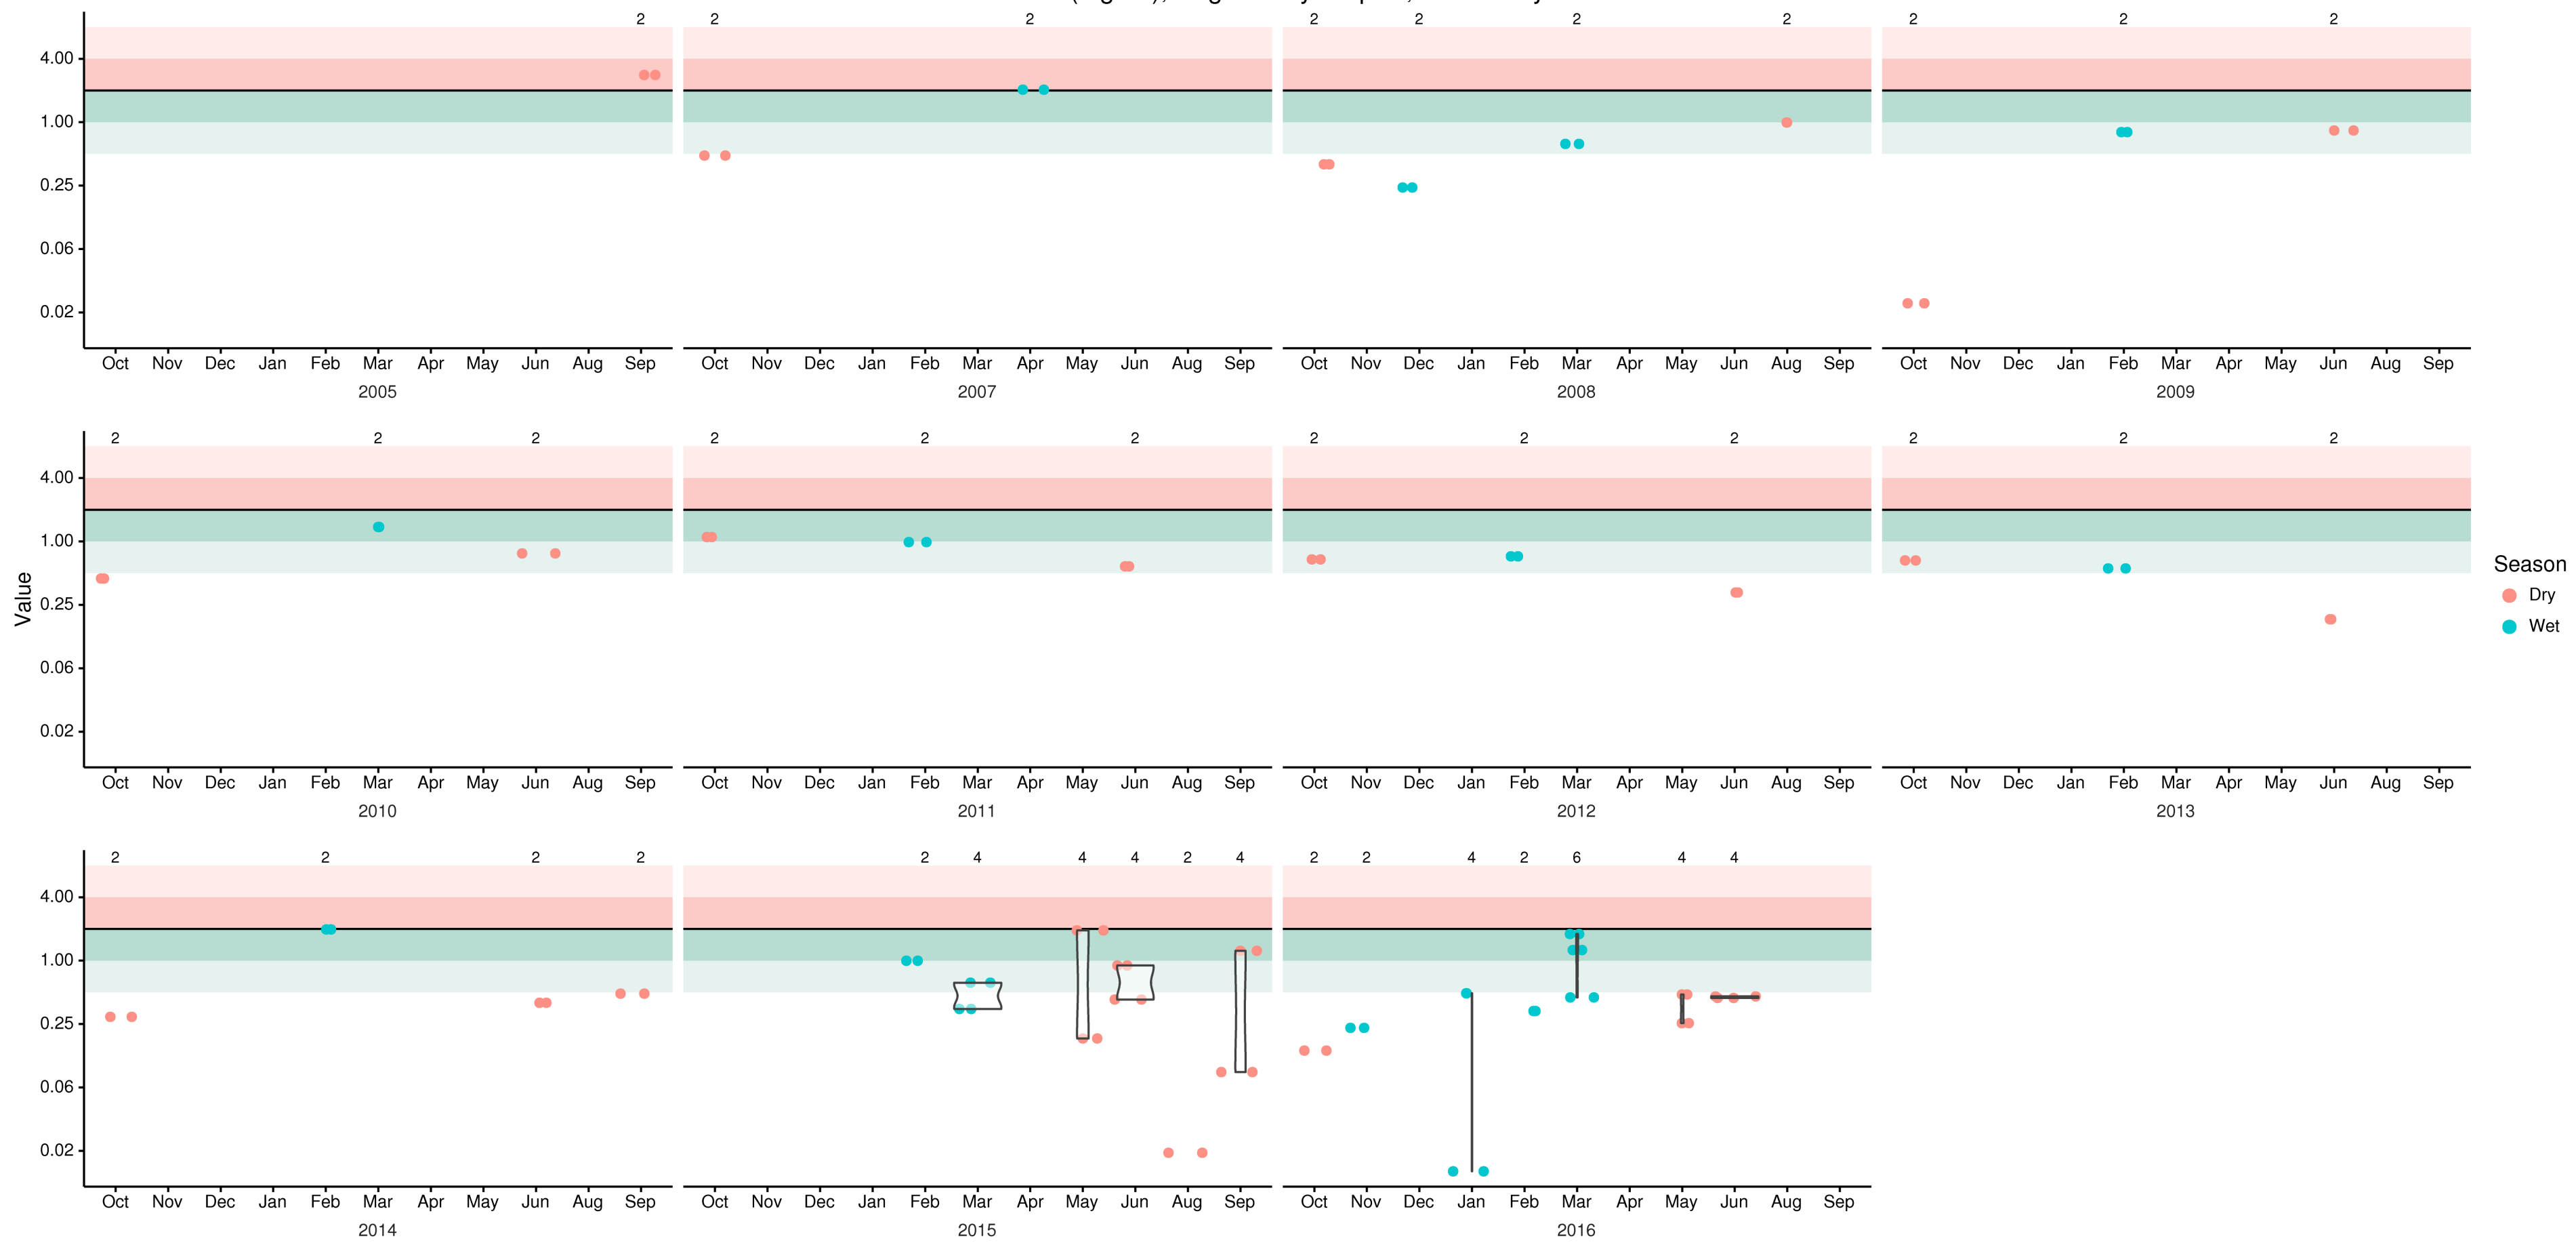 2 2 2 2 2 2 2 2 2 2
4.00
1.00
0.25
0.06
0.02
Oct Nov Dec Jan Feb Mar Apr May Jun Aug Sep Oct Nov Dec Jan Feb Mar Apr May Jun Aug Sep Oct Nov Dec Jan Feb Mar Apr May Jun Aug Sep Oct Nov Dec Jan Feb Mar Apr May Jun Aug Sep
2005 2007 2008 2009
2 2 2 2 2 2 2 2 2 2 2 2
4.00
1.00
0.25
0.06
0.02
Value
Oct Nov Dec Jan Feb Mar Apr May Jun Aug Sep Oct Nov Dec Jan Feb Mar Apr May Jun Aug Sep Oct Nov Dec Jan Feb Mar Apr May Jun Aug Sep Oct Nov Dec Jan Feb Mar Apr May Jun Aug Sep
2010 2011 2012 2013
Season
Dry
Wet
2 2 2 2 2 4 4 4 2 4 2 2 4 2 6 4 4
4.00
1.00
0.25
0.06
0.02
Oct Nov Dec Jan Feb Mar Apr May Jun Aug Sep Oct Nov Dec Jan Feb Mar Apr May Jun Aug Sep Oct Nov Dec Jan Feb Mar Apr May Jun Aug Sep
2014 2015 2016